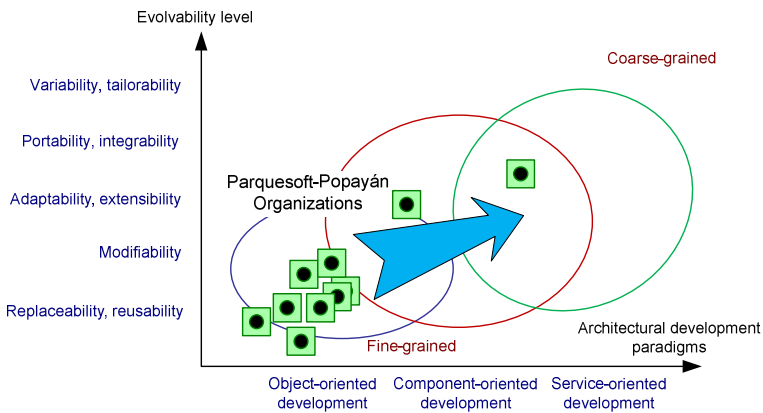 Evolvability level
Coarse-grained
Variability, tailorability
Portability, integrability
Parquesoft-Popayán
Organizations
Adaptability, extensibility
Modifiability
Replaceability, reusability
Fine-grained
Architectural development
paradigms
Object-oriented
development
Component-oriented
development
Service-oriented
development